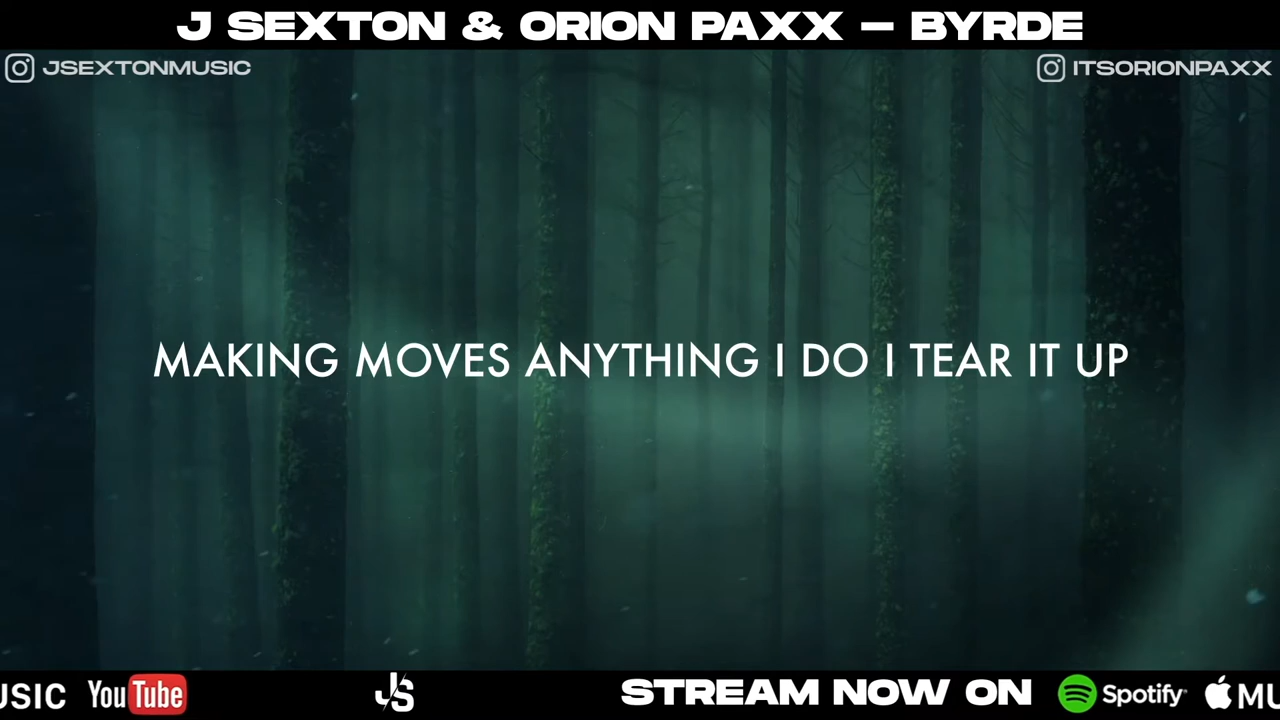 J SEXTON & ORION PAXX – BYRDE
JSEXTONMUSIC
ITSORIONPAXX
MAKING MOVES ANYTHING I DO I TEAR IT UP
USIC YouTube JS STREAM NOW ON Spotify MU